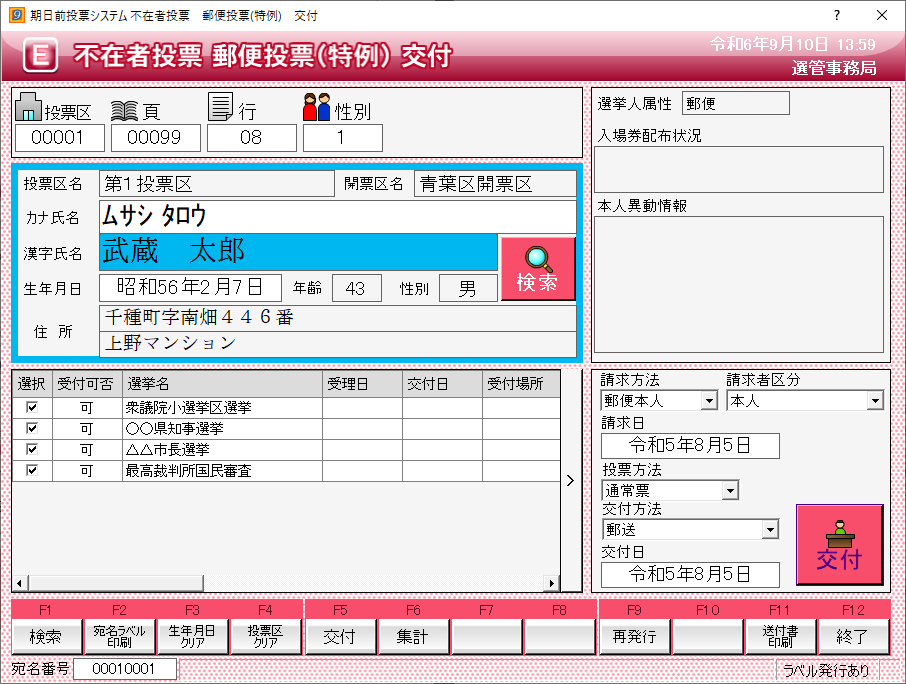 期日前投票システム 不在者投票　郵便投票(特例)　交付
? ×
E 不在者投票 郵便投票(特例) 交付
令和6年9月10日 13:59
選管事務局
投票区 頁 行 性別
00001 00099 08 1
投票区名 第1投票区 開票区名 青葉区開票区
カナ氏名 ムサシ タロウ
漢字氏名 武蔵　太郎
検索
生年月日 昭和56年2月7日 年齢 43 性別 男
住 所 千種町字南畑４４６番
上野マンション
選挙人属性 郵便
入場券配布状況
本人異動情報
選択 受付可否 選挙名 受理日 交付日 受付場所
可 衆議院小選挙区選挙
可 〇〇県知事選挙
可 △△市長選挙
可 最高裁判所国民審査
>
請求方法 請求者区分
郵便本人 本人
請求日
令和5年8月5日
投票方法
通常票
交付方法
郵送
交付日
令和5年8月5日
交付
F1 F2 F3 F4 F5 F6 F7 F8 F9 F10 F11 F12
検索 宛名ラベル印刷 生年月日クリア 投票区クリア 交付 集計 再発行 送付書印刷 終了
宛名番号 00010001 ラベル発行あり